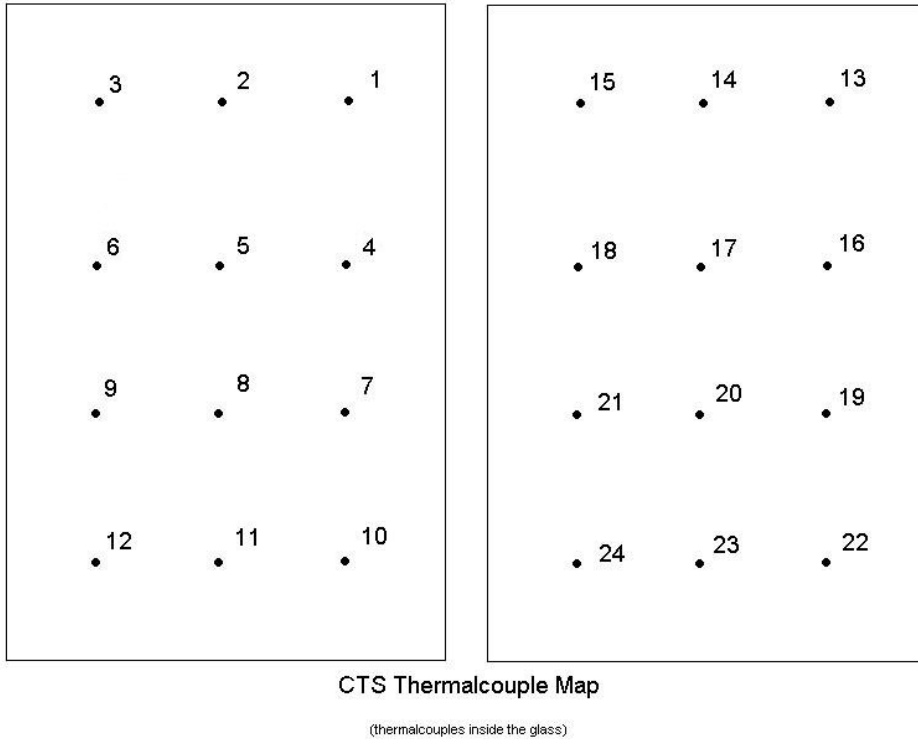 3 2 1 15 14 13
6 5 4 18 17 16
9 8 7 21 20 19
12 11 10 24 23 22
CTS Thermalcouple Map
(thermalcouples inside the glass)